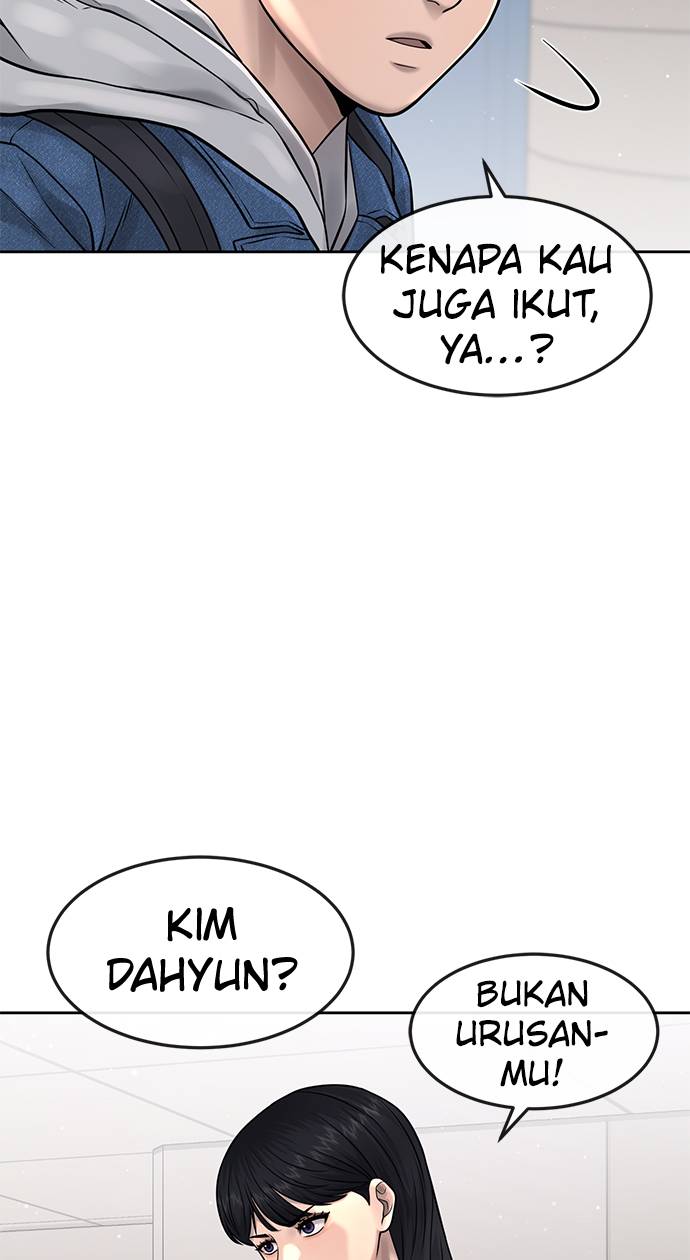 KENAPA KAU
JUGA IKUT,
YA...?
KIM
DAHYUN?
BUKAN
URUSAN-
MU!